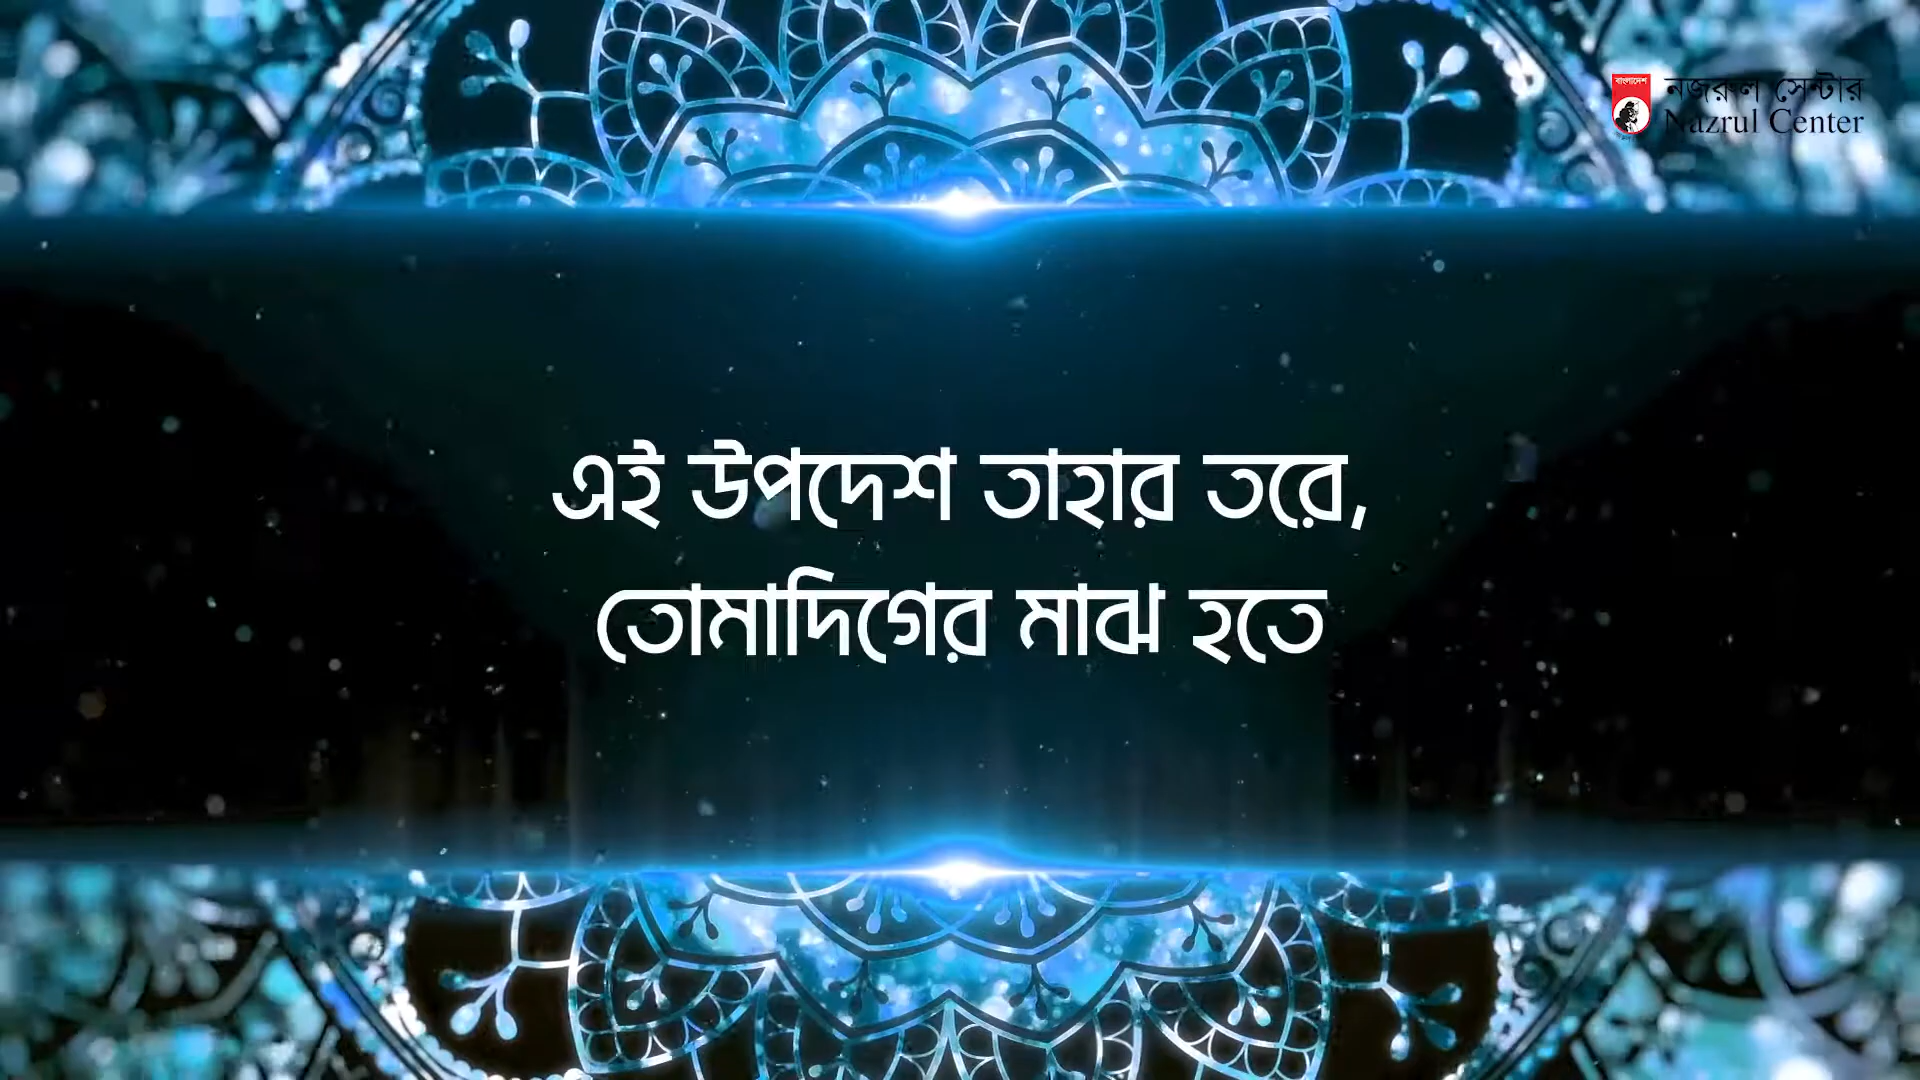 বাংলাদেশ
নজরুল সেন্টার
Nazrul Center
এই উপদেশ তাহার তরে,
তোমাদিগের মাঝ হতে